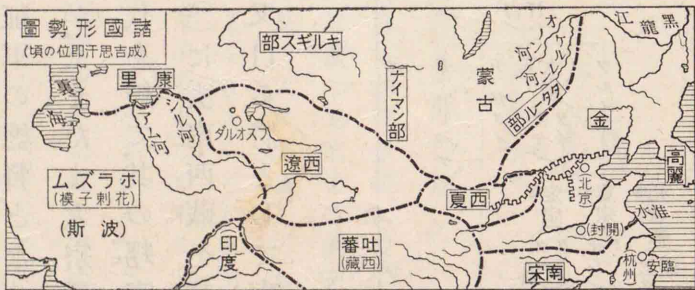 諸國形勢圖
(成吉思汗即位の頃)
キルギス部
ナイマン部
蒙古
オノン河
ケルレン河
タタール部
黑龍江
裏海
康里
シル河
アム河
フスオルダ
西遼
金
高麗
北京
西夏
ホラズム
(花剌子模)
(波斯)
印度
吐蕃
(西藏)
(開封)
淮水
南宋
杭州
臨安